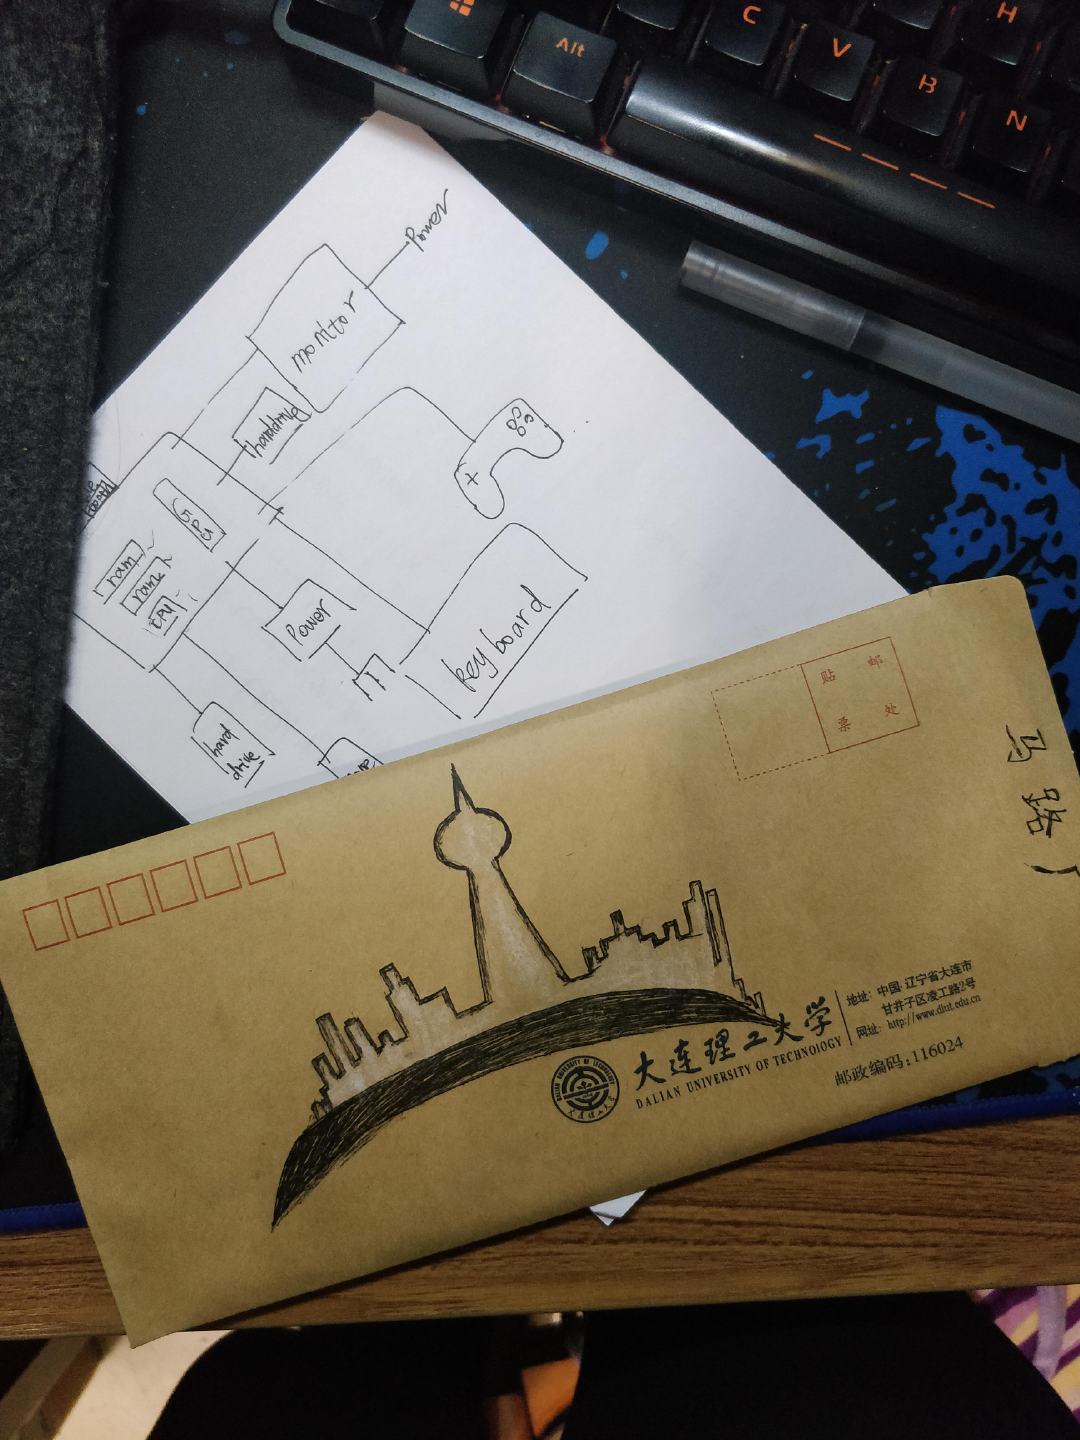 Alt
C
V
B
N
H
Power
monitor
harddrive
GPU
ram
ram
CPU
Power
keyboard
hard
drive
贴 邮
票 处
马路
大连理工大学
DALIAN UNIVERSITY OF TECHNOLOGY
地址: 中国·辽宁省大连市
甘井子区凌工路2号
网址: http://www.dlut.edu.cn
邮政编码:116024